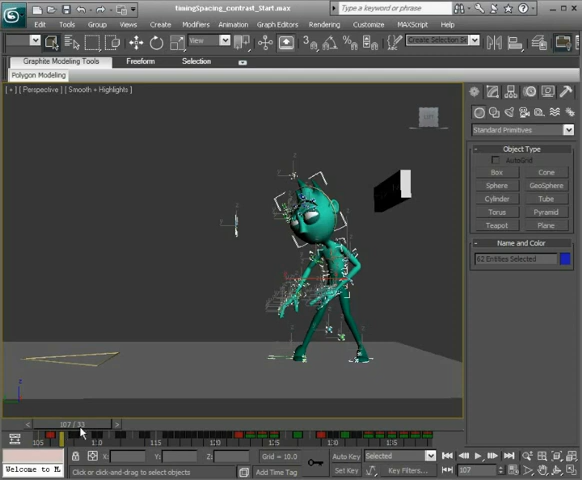 timingSpacing_contrast_Start.max
Type a keyword or phrase
Edit Tools Group Views Create Modifiers Animation Graph Editors Rendering Customize MAXScript Help
View
Create Selection Se
Graphite Modeling Tools Freeform Selection
Polygon Modeling
[ + ] [ Perspective ] [ Smooth + Highlights ]
Standard Primitives
Object Type
AutoGrid
Box Cone
Sphere GeoSphere
Cylinder Tube
Torus Pyramid
Teapot Plane
Name and Color
62 Entities Selected
107 / 33
105
115
X: Y: Z: Grid = 10.0
Auto Key Selected
Welcome to M
Click or click-and-drag to select objects
Add Time Tag
Set Key Key Filters...
107